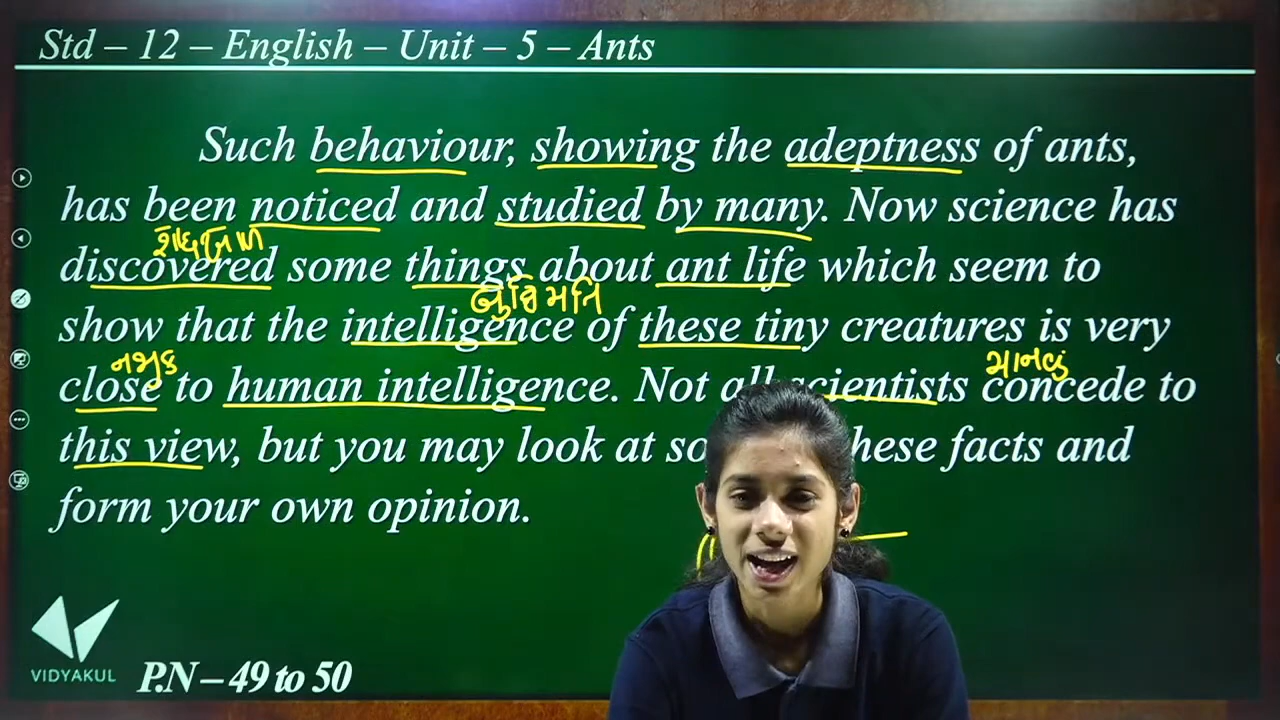 Std – 12 – English – Unit – 5 – Ants
Such behaviour, showing the adeptness of ants,
has been noticed and studied by many. Now science has
discovered some things about ant life which seem to
બુદ્ધિમતિ
show that the intelligence of these tiny creatures is very
નજીક
માનવું
close to human intelligence. Not all scientists concede to
this view, but you may look at these facts and
form your own opinion.
VIDYAKUL
P.N – 49 to 50